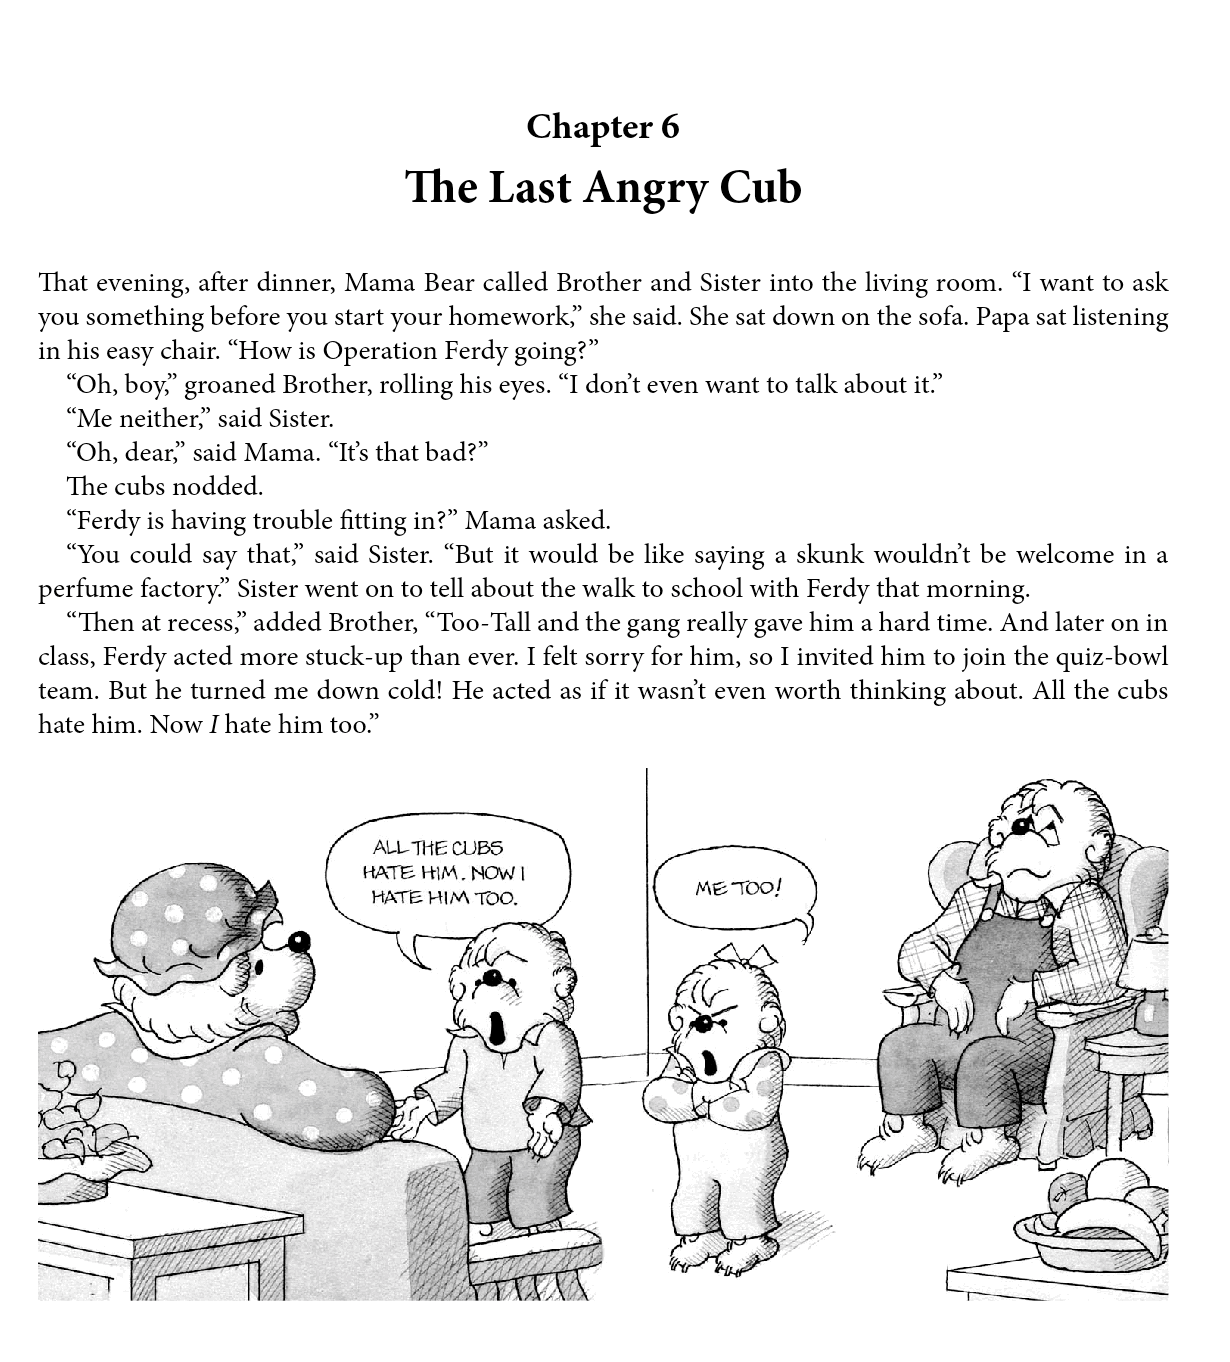 Chapter 6
The Last Angry Cub
That evening, after dinner, Mama Bear called Brother and Sister into the living room. “I want to ask
you something before you start your homework,” she said. She sat down on the sofa. Papa sat listening
in his easy chair. “How is Operation Ferdy going?”
“Oh, boy,” groaned Brother, rolling his eyes. “I don’t even want to talk about it.”
“Me neither,” said Sister.
“Oh, dear,” said Mama. “It’s that bad?”
The cubs nodded.
“Ferdy is having trouble fitting in?” Mama asked.
“You could say that,” said Sister. “But it would be like saying a skunk wouldn’t be welcome in a
perfume factory.” Sister went on to tell about the walk to school with Ferdy that morning.
“Then at recess,” added Brother, “Too-Tall and the gang really gave him a hard time. And later on in
class, Ferdy acted more stuck-up than ever. I felt sorry for him, so I invited him to join the quiz-bowl
team. But he turned me down cold! He acted as if it wasn’t even worth thinking about. All the cubs
hate him. Now I hate him too.”
ALL THE CUBS
HATE HIM. NOW I
HATE HIM TOO.
ME TOO!